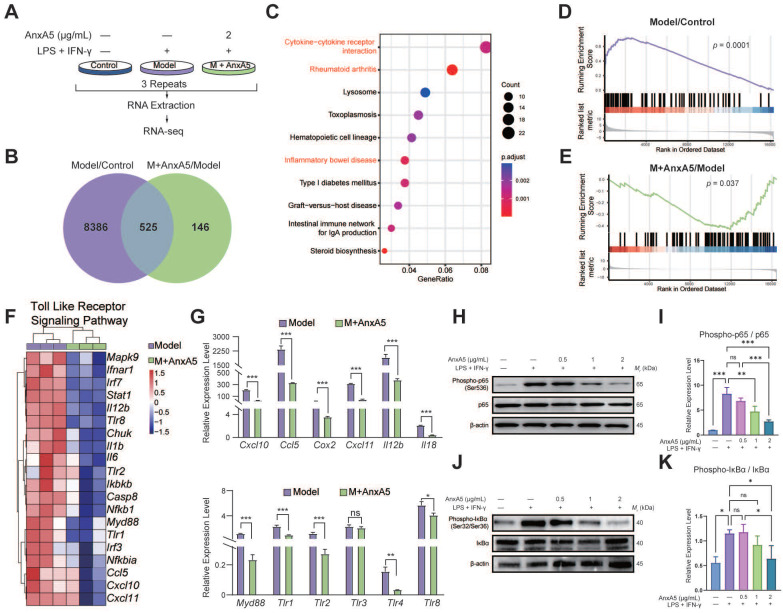 A
AnxA5 (μg/mL) — — 2
LPS + IFN-γ — + +
Control Model M + AnxA5
3 Repeats
RNA Extraction
RNA-seq
B
Model/Control M+AnxA5/Model
8386 525 146
C
Cytokine-cytokine receptor
interaction
Rheumatoid arthritis
Lysosome
Toxoplasmosis
Hematopoietic cell lineage
Inflammatory bowel disease
Type I diabetes mellitus
Graft-versus-host disease
Intestinal immune network
for IgA production
Steroid biosynthesis
0.04 0.06 0.08
GeneRatio
Count
10
14
18
22
p.adjust
0.002
0.001
D
Model/Control
p = 0.0001
Running Enrichment
Score
Ranked list
metric
4000 8000 12000 16000
Rank in Ordered Dataset
E
M+AnxA5/Model
p = 0.037
Running Enrichment
Score
Ranked list
metric
4000 8000 12000 16000
Rank in Ordered Dataset
F
Toll Like Receptor
Signaling Pathway
Model
M+AnxA5
1.5
1.0
0.5
0
-0.5
-1.0
-1.5
Mapk9
Ifnar1
Irf7
Stat1
Il12b
Tlr8
Chuk
Il1b
Il6
Tlr2
Ikbkb
Casp8
Nfkb1
Myd88
Tlr1
Irf3
Nfkbia
Ccl5
Cxcl10
Cxcl11
G
Model M+AnxA5
Relative Expression Level
3000
2250
1500
600
450
300
150
4
2
0
*** *** *** *** *** ***
Cxcl10 Ccl5 Cox2 Cxcl11 Il12b Il18
Model M+AnxA5
Relative Expression Level
*** *** *** ns ** *
Myd88 Tlr1 Tlr2 Tlr3 Tlr4 Tlr8
H
AnxA5 (μg/mL) — — 0.5 1 2
LPS + IFN-γ — + + + + Mr (kDa)
Phospho-p65
(Ser536)
65
p65 65
β-actin 45
I
Phospho-p65 / p65
Relative Expression Level
***
ns ***
*** ** ***
AnxA5 (μg/mL) — — 0.5 1 2
LPS + IFN-γ — + + + +
J
AnxA5 (μg/mL) — — 0.5 1 2
LPS + IFN-γ — + + + + Mr (kDa)
Phospho-IκBα
(Ser32/Ser36)
40
IκBα 40
β-actin 45
K
Phospho-IκBα / IκBα
Relative Expression Level
*
ns
* ns *
AnxA5 (μg/mL) — — 0.5 1 2
LPS + IFN-γ — + + + +